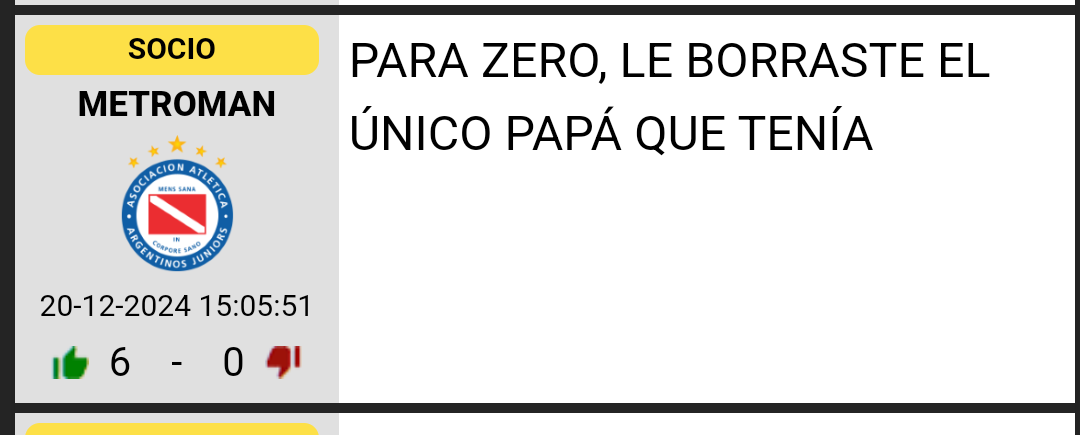 SOCIO
METROMAN
ASOCIACION ATLETICA
MENS SANA
IN
CORPORE SANO
ARGENTINOS JUNIORS
20-12-2024 15:05:51
6 - 0
PARA ZERO, LE BORRASTE EL
ÚNICO PAPÁ QUE TENÍA